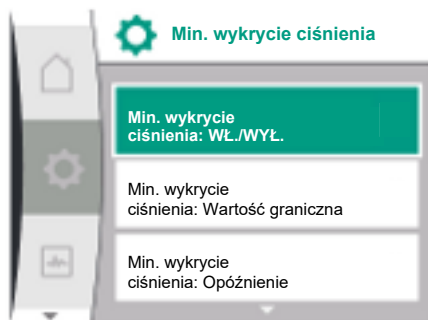 Min. wykrycie ciśnienia
Min. wykrycie
ciśnienia: WŁ./WYŁ.
Min. wykrycie
ciśnienia: Wartość graniczna
Min. wykrycie
ciśnienia: Opóźnienie